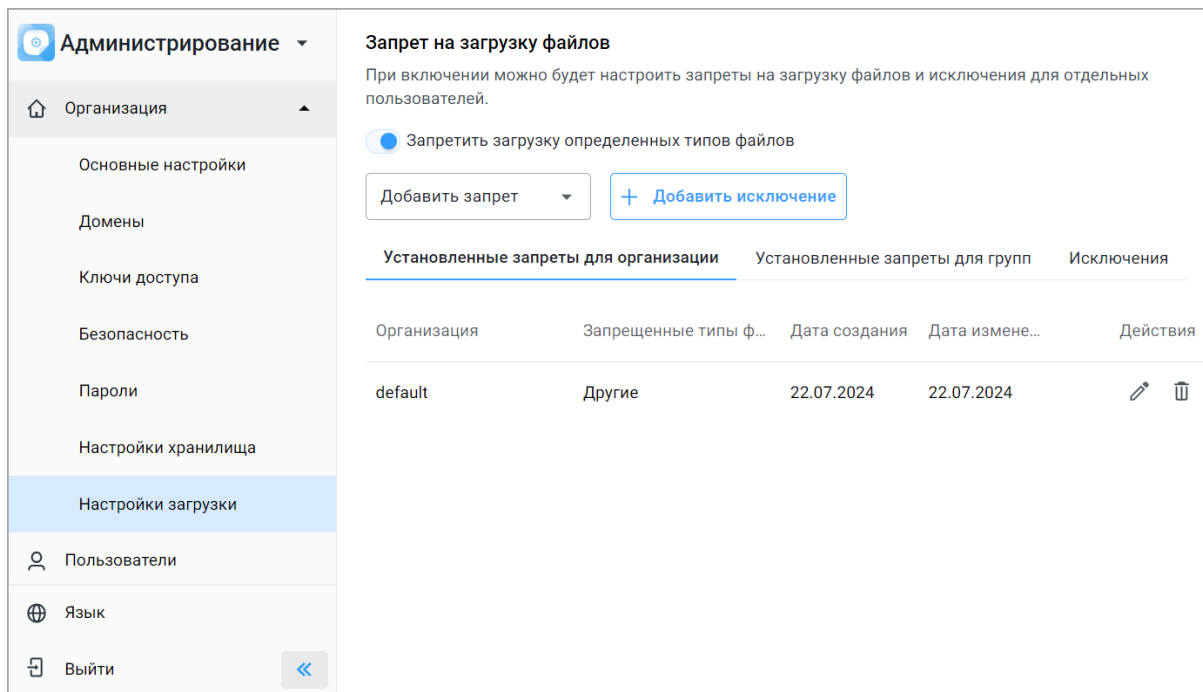 Администрирование
Организация
Основные настройки
Домены
Ключи доступа
Безопасность
Пароли
Настройки хранилища
Настройки загрузки
Пользователи
Язык
Выйти
Запрет на загрузку файлов
При включении можно будет настроить запреты на загрузку файлов и исключения для отдельных
пользователей.
Запретить загрузку определенных типов файлов
Добавить запрет
Добавить исключение
Установленные запреты для организации Установленные запреты для групп Исключения
Организация Запрещенные типы ф... Дата создания Дата измене... Действия
default Другие 22.07.2024 22.07.2024